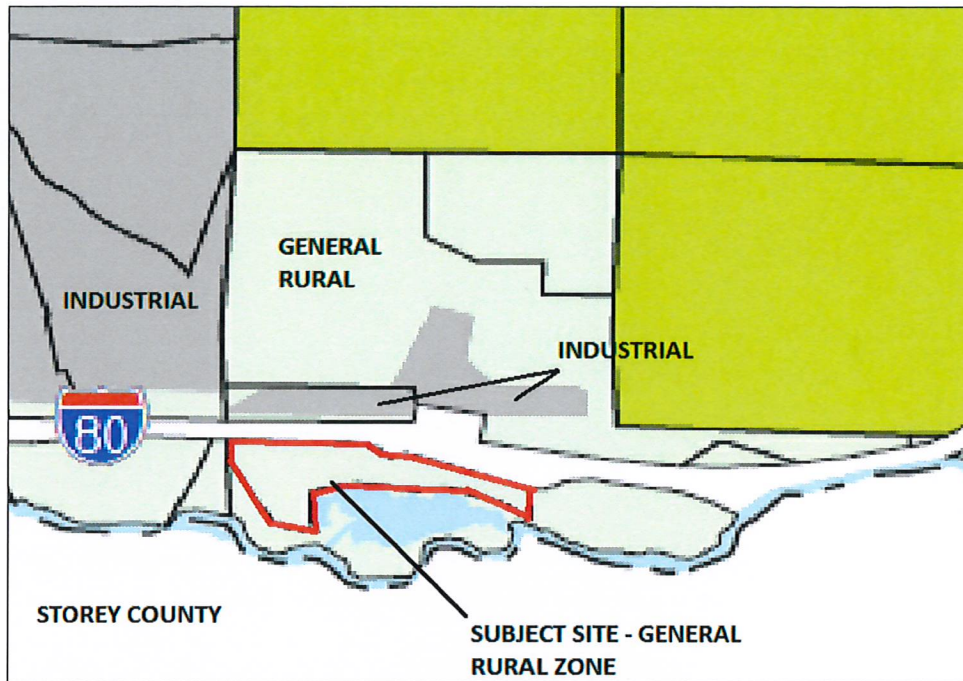 GENERAL
RURAL
INDUSTRIAL
INDUSTRIAL
80
STOREY COUNTY
SUBJECT SITE - GENERAL
RURAL ZONE